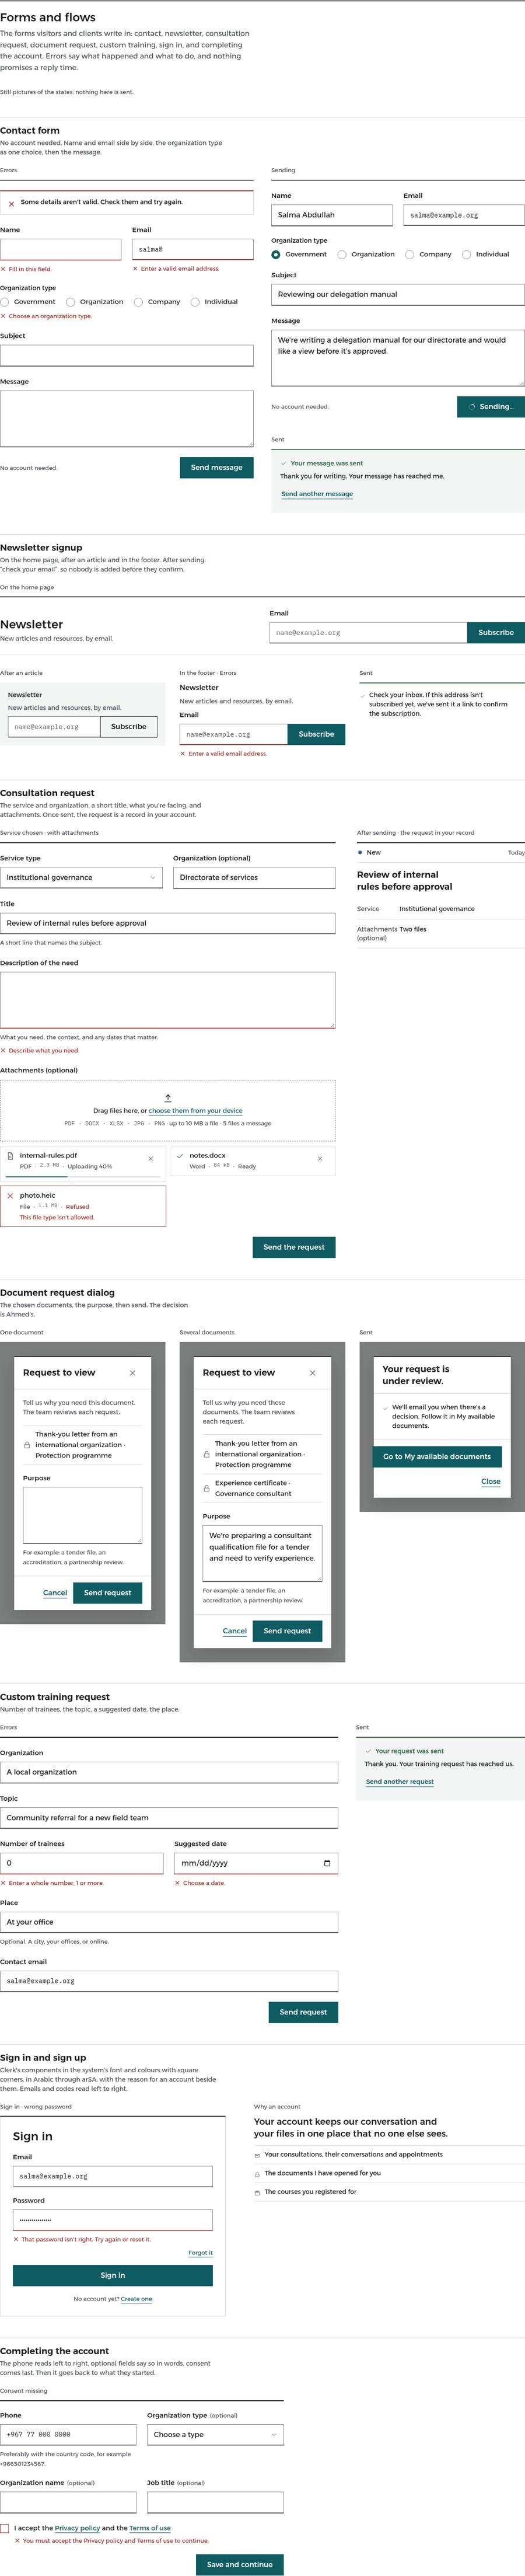 Forms and flows
The forms visitors and clients write in: contact, newsletter, consultation
request, document request, custom training, sign in, and completing
the account. Errors say what happened and what to do, and nothing
promises a reply time.
Still pictures of the states: nothing here is sent.
Contact form
No account needed. Name and email side by side, the organization type
as one choice, then the message.
Errors
Some details aren't valid. Check them and try again.
Name
Email
salma@
Fill in this field.
Enter a valid email address.
Organization type
Government
Organization
Company
Individual
Choose an organization type.
Subject
Message
No account needed.
Send message
Sending
Name
Email
Salma Abdullah
salma@example.org
Organization type
Government
Organization
Company
Individual
Subject
Reviewing our delegation manual
Message
We're writing a delegation manual for our directorate and would
like a view before it's approved.
No account needed.
Sending…
Sent
Your message was sent
Thank you for writing. Your message has reached me.
Send another message
Newsletter signup
On the home page, after an article and in the footer. After sending:
"check your email", so nobody is added before they confirm.
On the home page
Newsletter
New articles and resources, by email.
Email
name@example.org
Subscribe
After an article
Newsletter
New articles and resources, by email.
name@example.org
Subscribe
In the footer · Errors
Newsletter
New articles and resources, by email.
Email
name@example.org
Subscribe
Enter a valid email address.
Sent
Check your inbox. If this address isn't
subscribed yet, we've sent it a link to confirm
the subscription.
Consultation request
The service and organization, a short title, what you're facing, and
attachments. Once sent, the request is a record in your account.
Service chosen · with attachments
Service type
Organization (optional)
Institutional governance
Directorate of services
Title
Review of internal rules before approval
A short line that names the subject.
Description of the need
What you need, the context, and any dates that matter.
Describe what you need.
Attachments (optional)
Drag files here, or choose them from your device
PDF · DOCX · XLSX · JPG · PNG · up to 10 MB a file · 5 files a message
internal-rules.pdf
PDF · 2.3 MB · Uploading 40%
notes.docx
Word · 84 kB · Ready
photo.heic
File · 1.1 MB · Refused
This file type isn't allowed.
Send the request
After sending · the request in your record
New
Today
Review of internal
rules before approval
Service
Institutional governance
Attachments
(optional)
Two files
Document request dialog
The chosen documents, the purpose, then send. The decision
is Ahmed's.
One document
Request to view
Tell us why you need this document.
The team reviews each request.
Thank-you letter from an
international organization ·
Protection programme
Purpose
For example: a tender file, an
accreditation, a partnership review.
Cancel
Send request
Several documents
Request to view
Tell us why you need these
documents. The team reviews
each request.
Thank-you letter from an
international organization ·
Protection programme
Experience certificate ·
Governance consultant
Purpose
We're preparing a consultant
qualification file for a tender
and need to verify experience.
For example: a tender file, an
accreditation, a partnership review.
Cancel
Send request
Sent
Your request is
under review.
We'll email you when there's a
decision. Follow it in My available
documents.
Go to My available documents
Close
Custom training request
Number of trainees, the topic, a suggested date, the place.
Errors
Organization
A local organization
Topic
Community referral for a new field team
Number of trainees
Suggested date
0
mm/dd/yyyy
Enter a whole number, 1 or more.
Choose a date.
Place
At your office
Optional. A city, your offices, or online.
Contact email
salma@example.org
Send request
Sent
Your request was sent
Thank you. Your training request has reached us.
Send another request
Sign in and sign up
Clerk's components in the system's font and colours with square
corners, in Arabic through arSA, with the reason for an account beside
them. Emails and codes read left to right.
Sign in · wrong password
Sign in
Email
salma@example.org
Password
That password isn't right. Try again or reset it.
Forgot it
Sign in
No account yet? Create one
Why an account
Your account keeps our conversation and
your files in one place that no one else sees.
Your consultations, their conversations and appointments
The documents I have opened for you
The courses you registered for
Completing the account
The phone reads left to right, optional fields say so in words, consent
comes last. Then it goes back to what they started.
Consent missing
Phone
Organization type (optional)
+967 77 000 0000
Choose a type
Preferably with the country code, for example
+966501234567.
Organization name (optional)
Job title (optional)
I accept the Privacy policy and the Terms of use
You must accept the Privacy policy and Terms of use to continue.
Save and continue